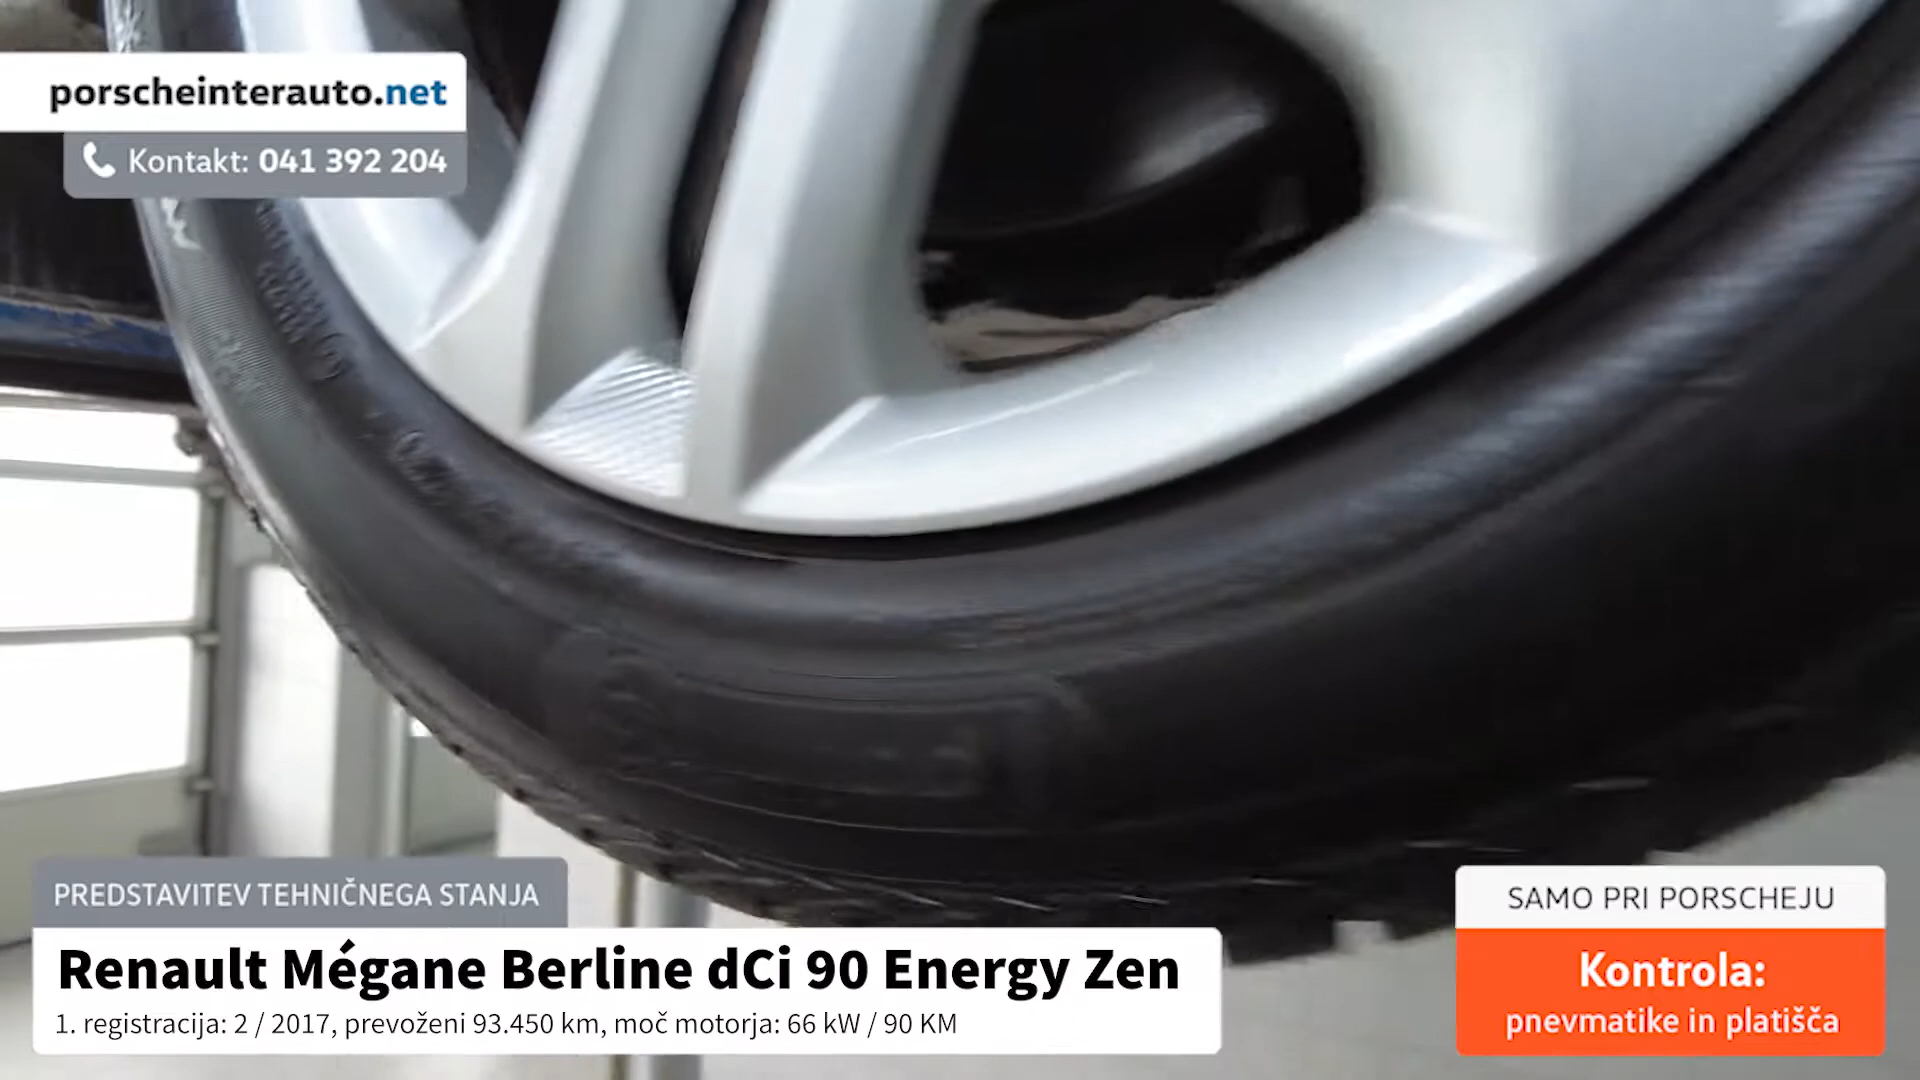 porscheinterauto.net
Kontakt: 041 392 204
PREDSTAVITEV TEHNIČNEGA STANJA
Renault Mégane Berline dCi 90 Energy Zen
1. registracija: 2 / 2017, prevoženi 93.450 km, moč motorja: 66 kW / 90 KM
SAMO PRI PORSCHEJU
Kontrola:
pnevmatike in platišča